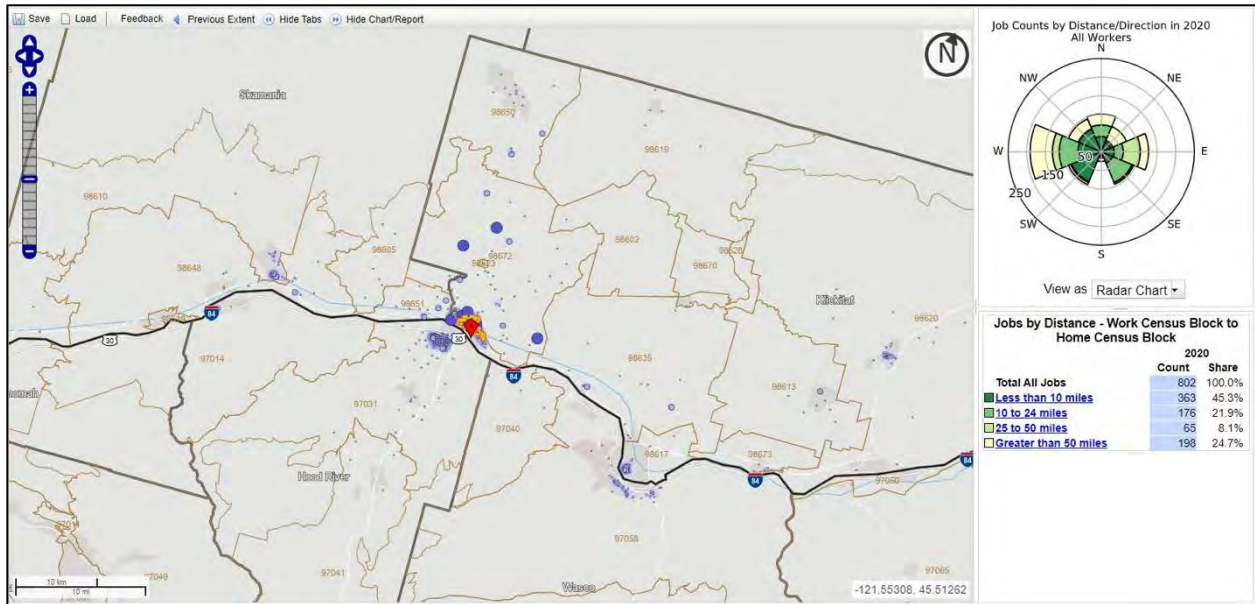 Save Load Feedback Previous Extent Hide Tabs Hide Chart/Report
N
Skamania
98650
98619
98610
98605
98602
98628
98672
98623
98670
98648
98651
Klickitat
84
98620
30
30
97014
84
98635
98613
97031
97040
Hood River
98617
98673
84
84
97058
97041
97049
Wasco
10 km
10 mi
-121.55308, 45.51262
Job Counts by Distance/Direction in 2020
All Workers
N
NW NE
W E
50
150
250
SW SE
S
View as Radar Chart
Jobs by Distance - Work Census Block to
Home Census Block
2020
Count Share
Total All Jobs 802 100.0%
Less than 10 miles 363 45.3%
10 to 24 miles 176 21.9%
25 to 50 miles 65 8.1%
Greater than 50 miles 198 24.7%